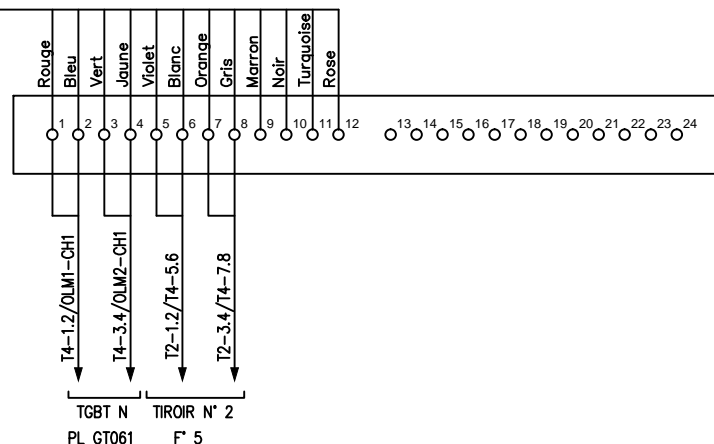 Rouge
Bleu
Vert
Jaune
Violet
Blanc
Orange
Gris
Marron
Noir
Turquoise
Rose
1 2 3 4 5 6 7 8 9 10 11 12 13 14 15 16 17 18 19 20 21 22 23 24
T4-1.2/OLM1-CH1
T4-3.4/OLM2-CH1
T2-1.2/T4-5.6
T2-3.4/T4-7.8
TGBT N TIROIR N° 2
PL GT061 F° 5